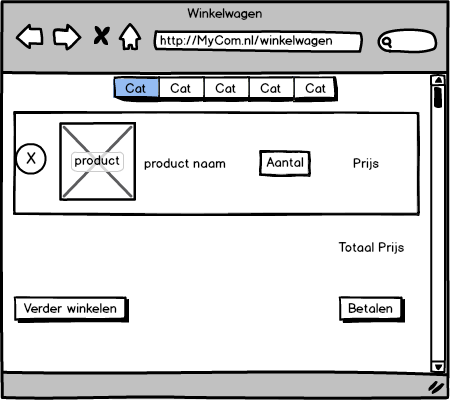 Winkelwagen
http://MyCom.nl/winkelwagen
Cat Cat Cat Cat Cat
X product product naam Aantal Prijs
Totaal Prijs
Verder winkelen Betalen